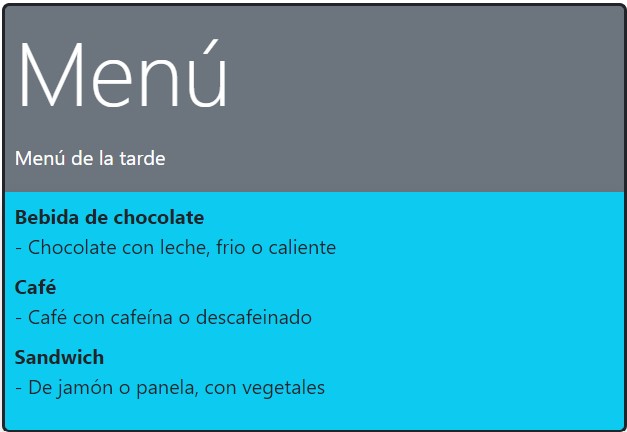 Menú
Menú de la tarde
Bebida de chocolate
- Chocolate con leche, frio o caliente
Café
- Café con cafeína o descafeinado
Sandwich
- De jamón o panela, con vegetales